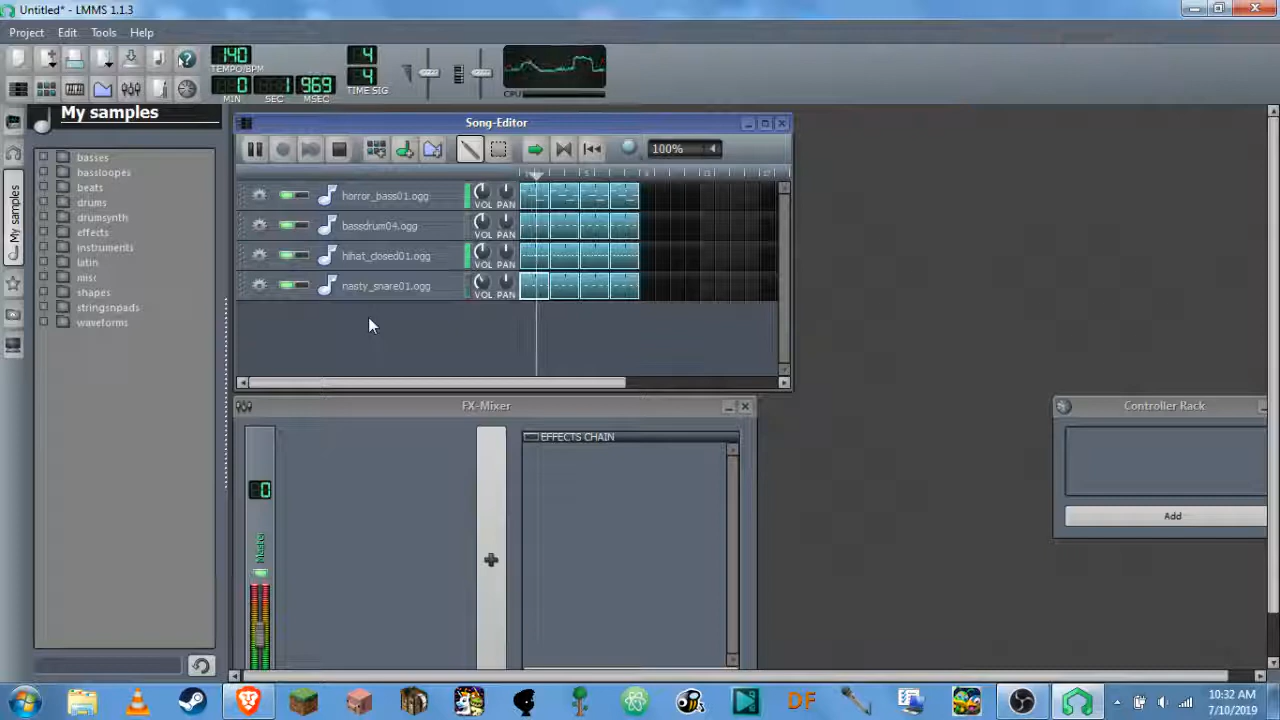 Untitled* - LMMS 1.1.3
Project Edit Tools Help
140
TEMPO/BPM
0 1 969
MIN SEC MSEC
4
4
TIME SIG
CPU
My samples
My samples
basses
bassloopes
beats
drums
drumsynth
effects
instruments
latin
misc
shapes
stringsnpads
waveforms
Song-Editor
100%
horror_bass01.ogg VOL PAN
bassdrum04.ogg VOL PAN
hihat_closed01.ogg VOL PAN
nasty_snare01.ogg VOL PAN
FX-Mixer
0
Master
EFFECTS CHAIN
Controller Rack
Add
DF
10:32 AM
7/10/2019